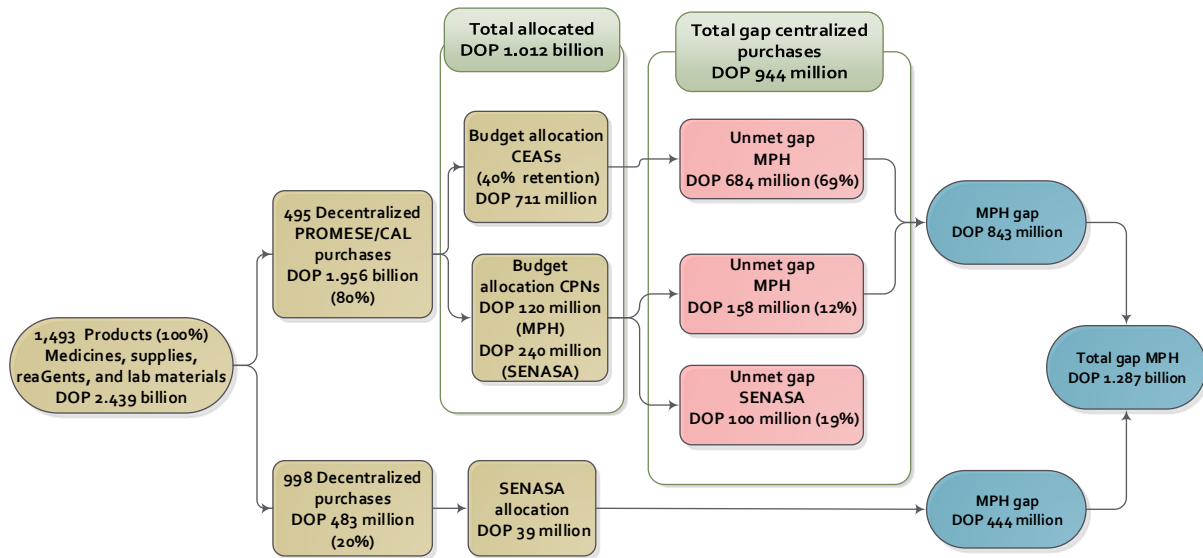 Total allocated
DOP 1.012 billion
Total gap centralized
purchases
DOP 944 million
Budget allocation
CEASs
(40% retention)
DOP 711 million
Unmet gap
MPH
DOP 684 million (69%)
495 Decentralized
PROMESE/CAL
purchases
DOP 1.956 billion
(80%)
MPH gap
DOP 843 million
Budget
allocation CPNs
DOP 120 million
(MPH)
DOP 240 million
(SENASA)
Unmet gap
MPH
DOP 158 million (12%)
1,493 Products (100%)
Medicines, supplies,
reaGents, and lab materials
DOP 2.439 billion
Total gap MPH
DOP 1.287 billion
Unmet gap
SENASA
DOP 100 million (19%)
998 Decentralized
purchases
DOP 483 million
(20%)
SENASA
allocation
DOP 39 million
MPH gap
DOP 444 million